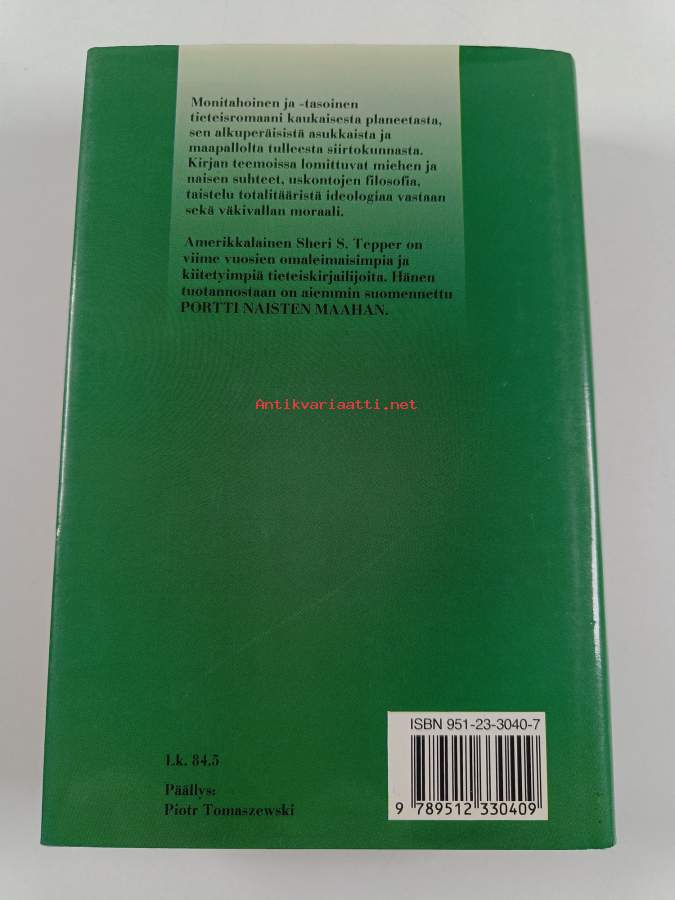 Monitahoinen ja -tasoinen
tieteisromaani kaukaisesta planeetasta,
sen alkuperäisistä asukkaista ja
maapallolta tulleesta siirtokunnasta.
Kirjan teemoissa lomittuvat miehen ja
naisen suhteet, uskontojen filosofia,
taistelu totalitääristä ideologiaa vastaan
sekä väkivallan moraali.
Amerikkalainen Sheri S. Tepper on
viime vuosien omaleimaisimpia ja
kiitetyimpiä tieteiskirjailijoita. Hänen
tuotannostaan on aiemmin suomennettu
PORTTI NAISTEN MAAHAN.
Antikvariaatti.net
ISBN 951-23-3040-7
9 789512 330409
Lk. 84.5
Päällys:
Piotr Tomaszewski